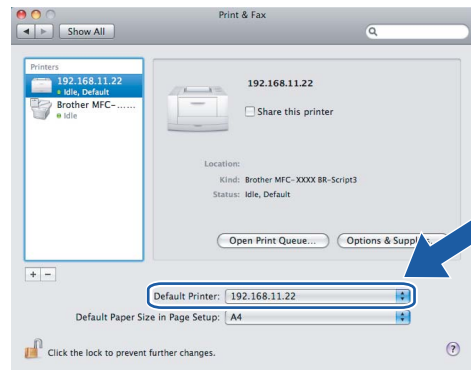 Print & Fax
Show All
Printers
192.168.11.22
Idle, Default
Brother MFC-......
Idle
192.168.11.22
Share this printer
Location:
Kind: Brother MFC-XXXX BR-Script3
Status: Idle, Default
Open Print Queue...
Options & Supplies...
+ -
Default Printer: 192.168.11.22
Default Paper Size in Page Setup: A4
Click the lock to prevent further changes.
?